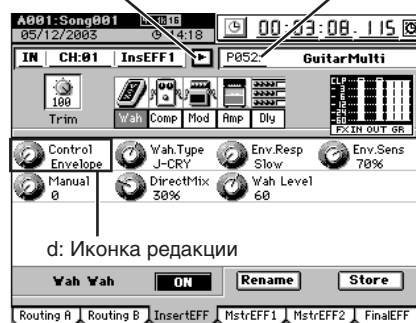 A001:Song001 16
05/12/2003 14:18 00:03:08.115
IN CH:01 InsEFF1 P052: GuitarMulti
100
Trim Wah Comp Mod Amp Dly
CLP
FXIN OUT GR
Control Envelope Wah.Type J-CRY Env.Resp Slow Env.Sens 70%
Manual 0 DirectMix 30% Wah Level 60
d: Иконка редакции
Wah Wah ON Rename Store
Routing A Routing B InsertEFF MstrEFF1 MstrEFF2 FinalEFF